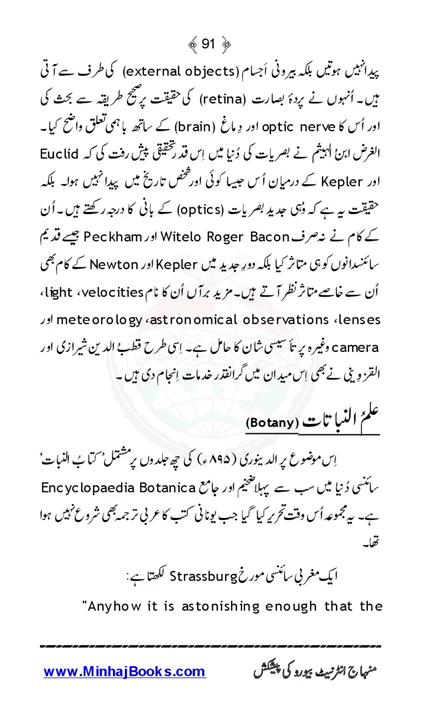 ﴿ 91 ﴾
پیدا نہیں ہوتیں بلکہ بیرونی اَجسام (external objects) کی طرف سے آتی
ہیں۔ اُنہوں نے پردۂ بصارت (retina) کی حقیقت پر صحیح طریقہ سے بحث کی
اور اُس کا optic nerve اور دِماغ (brain) کے ساتھ باہمی تعلق واضح کیا۔
الغرض ابنُ الہیثم نے بصریات کی دُنیا میں اِس قدر تحقیقی پیش رفت کی کہ Euclid
اور Kepler کے درمیان اُس جیسا کوئی اور شخص تاریخ میں پیدا نہیں ہوا۔ بلکہ
حقیقت یہ ہے کہ وُہی جدید بصریات (optics) کے بانی کا درجہ رکھتے ہیں۔ اُن
کے کام نے نہ صرف Witelo Roger Bacon اور Peckham جیسے قدیم
سائنسدانوں کو ہی متاثر کیا بلکہ دورِ جدید میں Kepler اور Newton کے کام بھی
اُن سے خاصے متاثر نظر آتے ہیں۔ مزید برآں اُن کا نام light ،velocities،
meteorology ،astronomical observations ،lenses اور
camera وغیرہ پر تأسیسی شان کا حامل ہے۔ اِسی طرح قطبُ الدین شیرازی اور
القزوِینی نے بھی اِس میدان میں گرانقدر خدمات اِنجام دی ہیں۔
علمُ النباتات (Botany)
اِس موضوع پر الدینوری (۸۹۵ء) کی چھ جلدوں پر مشتمل ’کتابُ النبات‘
سائنسی دُنیا میں سب سے پہلا ضخیم اور جامع Encyclopaedia Botanica
ہے۔ یہ مجموعہ اُس وقت تحریر کیا گیا جب یونانی کتب کا عربی ترجمہ بھی شروع نہیں ہوا
تھا۔
ایک مغربی سائنسی مورخ Strassburg لکھتا ہے:
"Anyhow it is astonishing enough that the
www.MinhajBooks.com منہاج انٹرنیٹ بیورو کی پیشکش